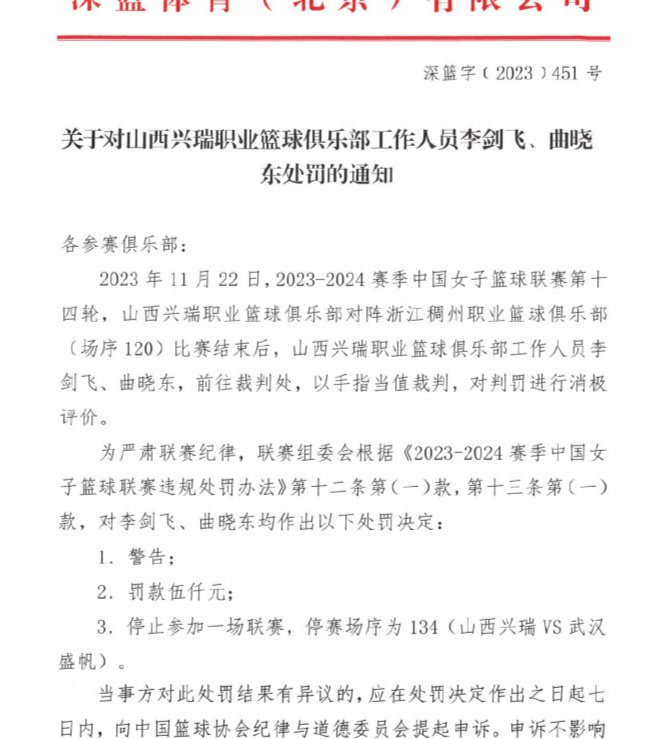 深篮体育（北京）有限公司
深篮字﹝2023﹞451 号
关于对山西兴瑞职业篮球俱乐部工作人员李剑飞、曲晓
东处罚的通知
各参赛俱乐部：
2023 年 11 月 22 日，2023-2024 赛季中国女子篮球联赛第十
四轮，山西兴瑞职业篮球俱乐部对阵浙江稠州职业篮球俱乐部
（场序 120）比赛结束后，山西兴瑞职业篮球俱乐部工作人员李
剑飞、曲晓东，前往裁判处，以手指当值裁判，对判罚进行消极
评价。
为严肃联赛纪律，联赛组委会根据《2023-2024 赛季中国女
子篮球联赛违规处罚办法》第十二条第（一）款，第十三条第（一）
款，对李剑飞、曲晓东均作出以下处罚决定：
1. 警告；
2. 罚款伍仟元；
3. 停止参加一场联赛，停赛场序为 134（山西兴瑞 VS 武汉
盛帆）。
当事方对此处罚结果有异议的，应在处罚决定作出之日起七
日内，向中国篮球协会纪律与道德委员会提起申诉。申诉不影响